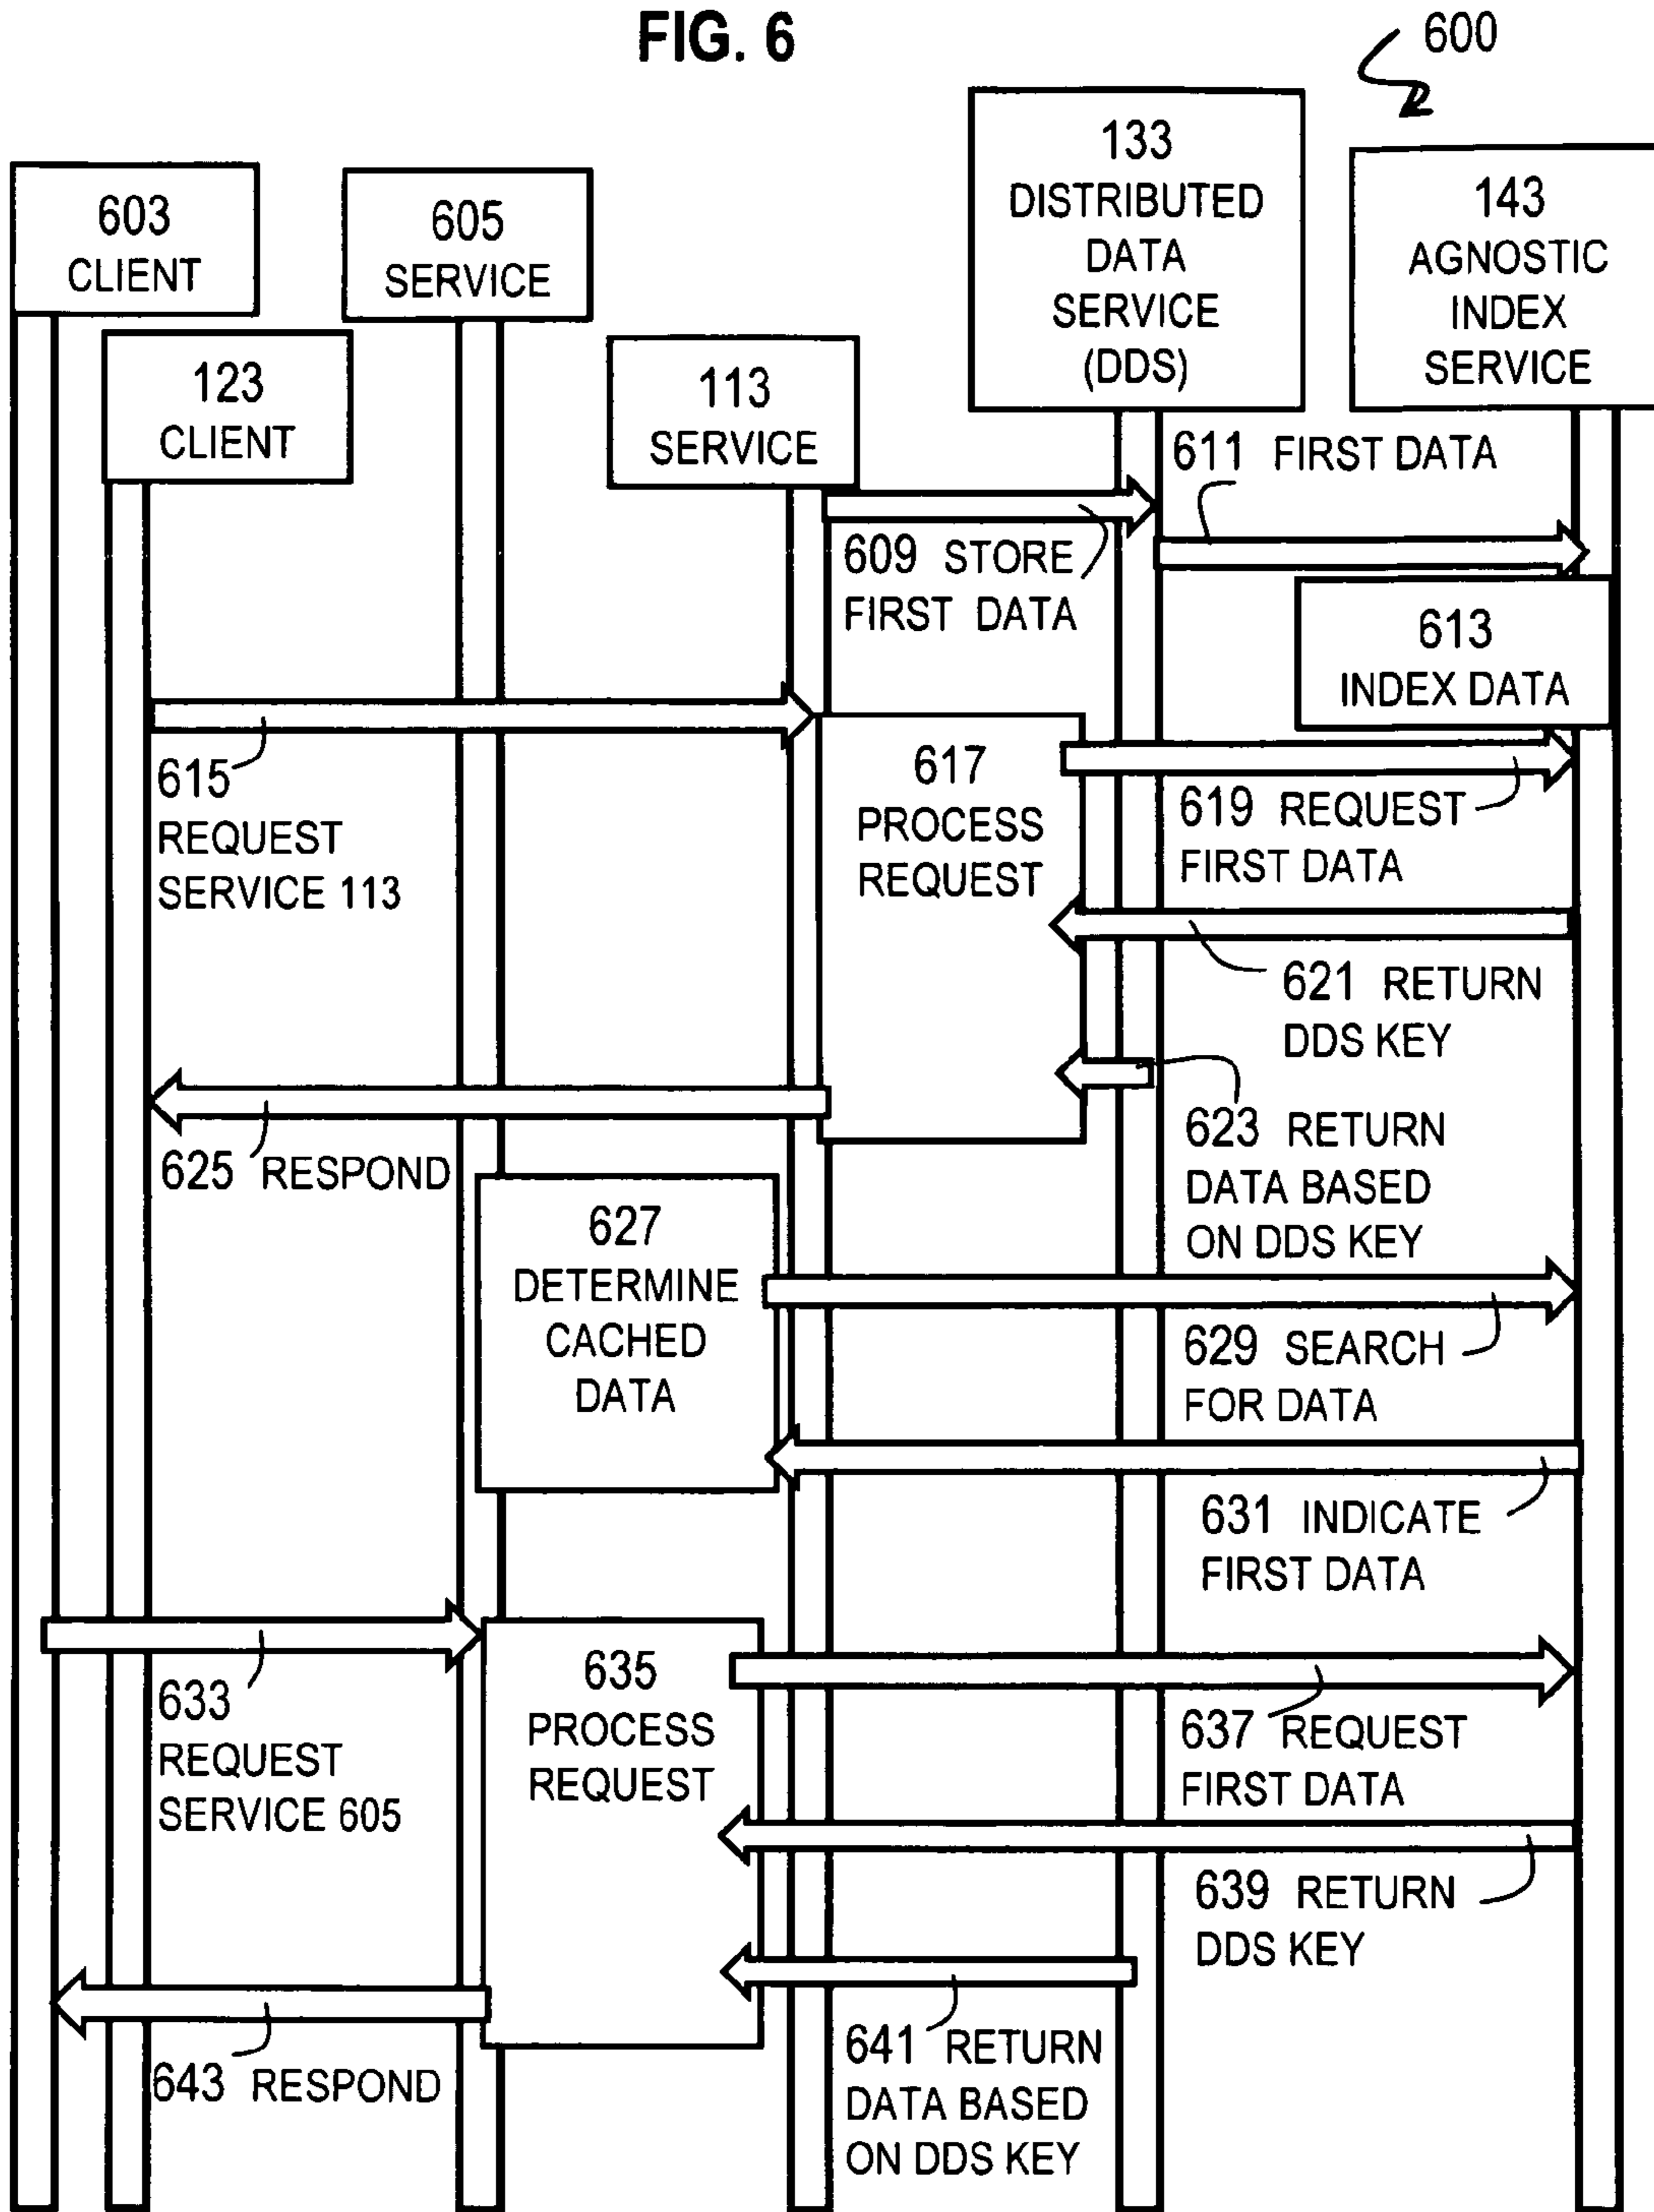 FIG. 6
600
133
DISTRIBUTED
DATA
SERVICE
(DDS)
143
AGNOSTIC
INDEX
SERVICE
603
CLIENT
605
SERVICE
123
CLIENT
113
SERVICE
611 FIRST DATA
609 STORE
FIRST DATA
613
INDEX DATA
615
REQUEST
SERVICE 113
617
PROCESS
REQUEST
619 REQUEST
FIRST DATA
621 RETURN
DDS KEY
623 RETURN
DATA BASED
ON DDS KEY
625 RESPOND
627
DETERMINE
CACHED
DATA
629 SEARCH
FOR DATA
631 INDICATE
FIRST DATA
633
REQUEST
SERVICE 605
635
PROCESS
REQUEST
637 REQUEST
FIRST DATA
639 RETURN
DDS KEY
641 RETURN
DATA BASED
ON DDS KEY
643 RESPOND